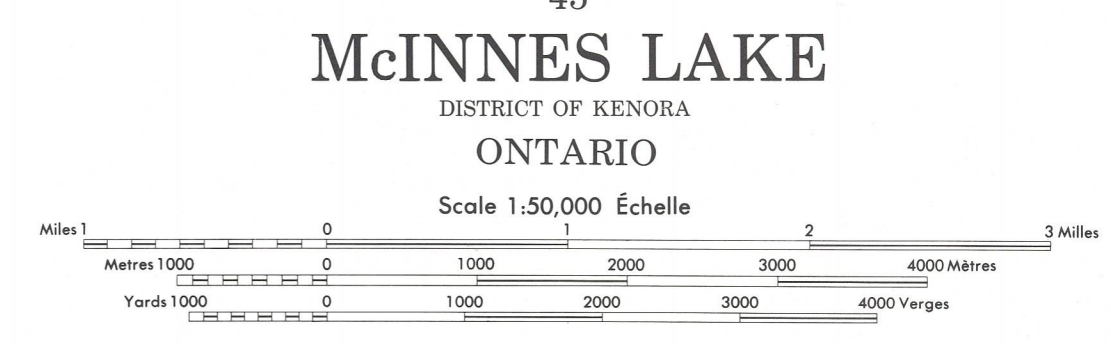 McINNES LAKE
DISTRICT OF KENORA
ONTARIO
Scale 1:50,000 Échelle
Miles 1 0 1 2 3 Milles
Metres 1000 0 1000 2000 3000 4000 Mètres
Yards 1000 0 1000 2000 3000 4000 Verges